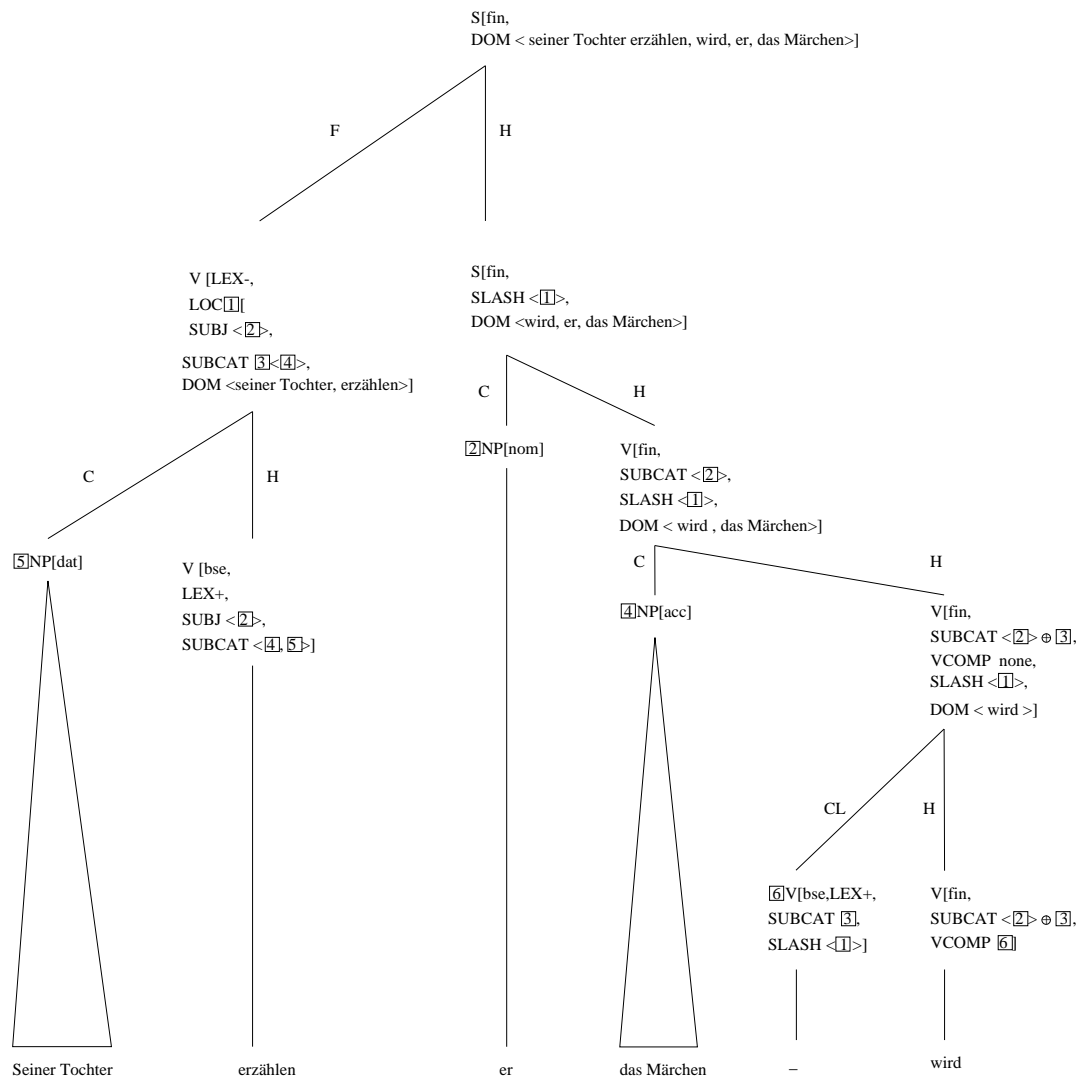 S[fin,
DOM < seiner Tochter erzählen, wird, er, das Märchen>]
F
H
V [LEX-,
LOC1[
SUBJ <2>,
SUBCAT 3<4>,
DOM <seiner Tochter, erzählen>]
S[fin,
SLASH <1>,
DOM <wird, er, das Märchen>]
C
H
C
H
2NP[nom]
V[fin,
SUBCAT <2>,
SLASH <1>,
DOM < wird , das Märchen>]
5NP[dat]
V [bse,
LEX+,
SUBJ <2>,
SUBCAT <4, 5>]
C
H
4NP[acc]
V[fin,
SUBCAT <2> ⊕ 3,
VCOMP none,
SLASH <1>,
DOM < wird >]
CL
H
6V[bse,LEX+,
SUBCAT 3,
SLASH <1>]
V[fin,
SUBCAT <2> ⊕ 3,
VCOMP 6]
Seiner Tochter erzählen er das Märchen – wird